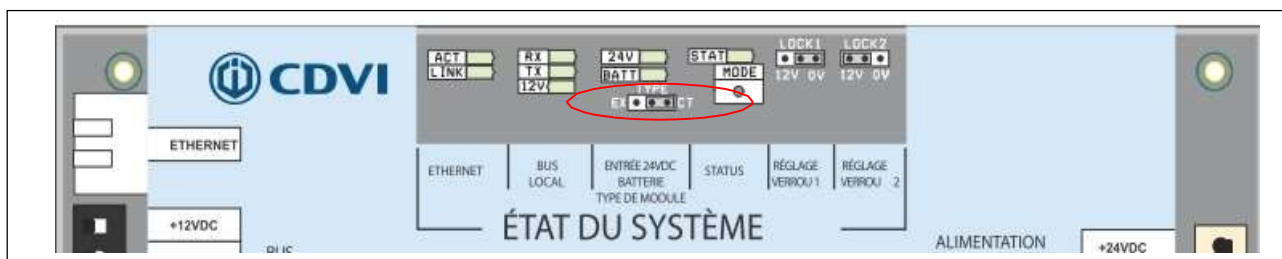 CDVI
ACT
LINK
RX
TX
12V
24V
BATT
TYPE
EX CT
STAT
MODE
LOCK1
12V 0V
LOCK2
12V 0V
ETHERNET
ETHERNET
BUS
LOCAL
ENTRÉE 24VDC
BATTERIE
TYPE DE MODULE
STATUS
RÉGLAGE
VERROU 1
RÉGLAGE
VERROU 2
ÉTAT DU SYSTÈME
+12VDC
BUS
ALIMENTATION
+24VDC